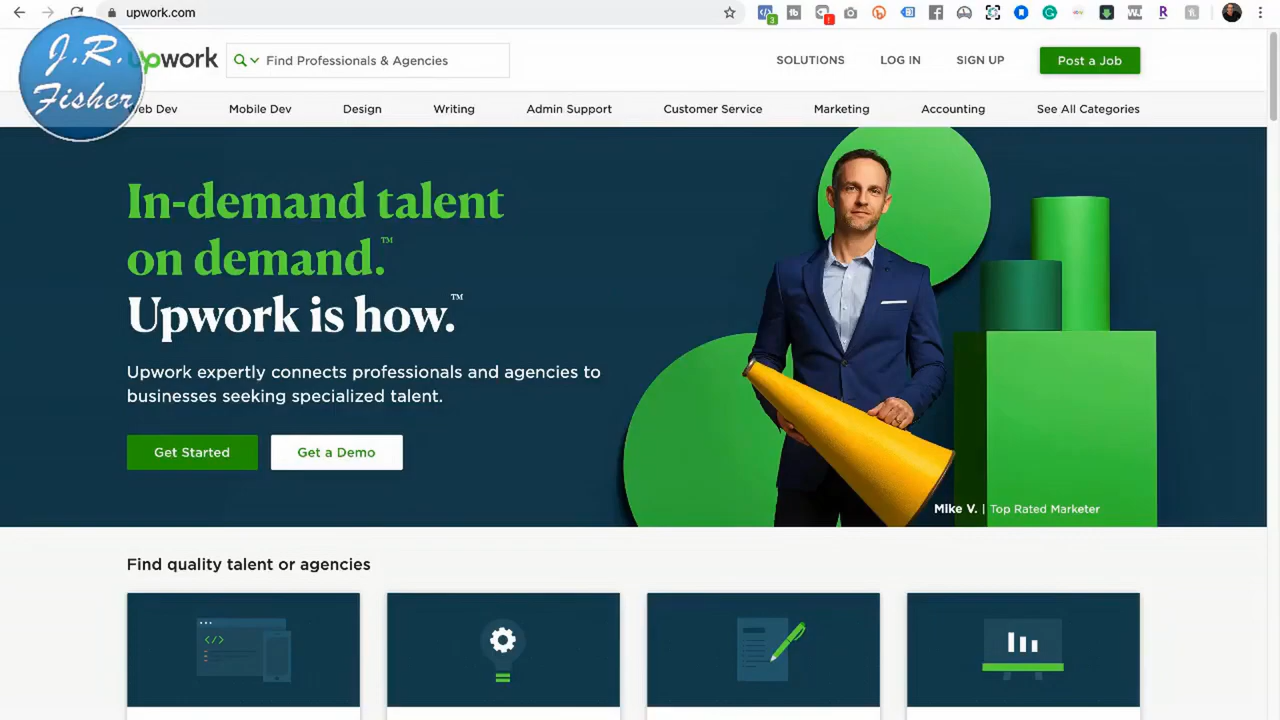 upwork.com
3
J.R.
Fisher
upwork
Find Professionals & Agencies
SOLUTIONS
LOG IN
SIGN UP
Post a Job
Web Dev
Mobile Dev
Design
Writing
Admin Support
Customer Service
Marketing
Accounting
See All Categories
In-demand talent
on demand.™
Upwork is how.™
Upwork expertly connects professionals and agencies to
businesses seeking specialized talent.
Get Started
Get a Demo
Mike V. | Top Rated Marketer
Find quality talent or agencies